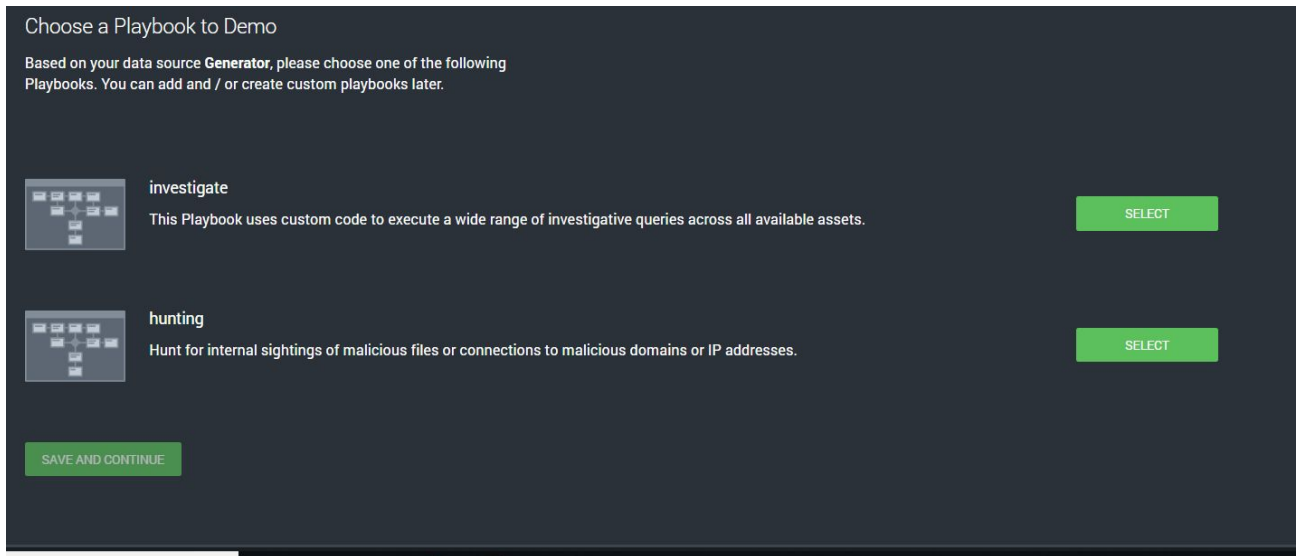 Choose a Playbook to Demo
Based on your data source Generator, please choose one of the following
Playbooks. You can add and / or create custom playbooks later.
investigate
This Playbook uses custom code to execute a wide range of investigative queries across all available assets.
SELECT
hunting
Hunt for internal sightings of malicious files or connections to malicious domains or IP addresses.
SELECT
SAVE AND CONTINUE